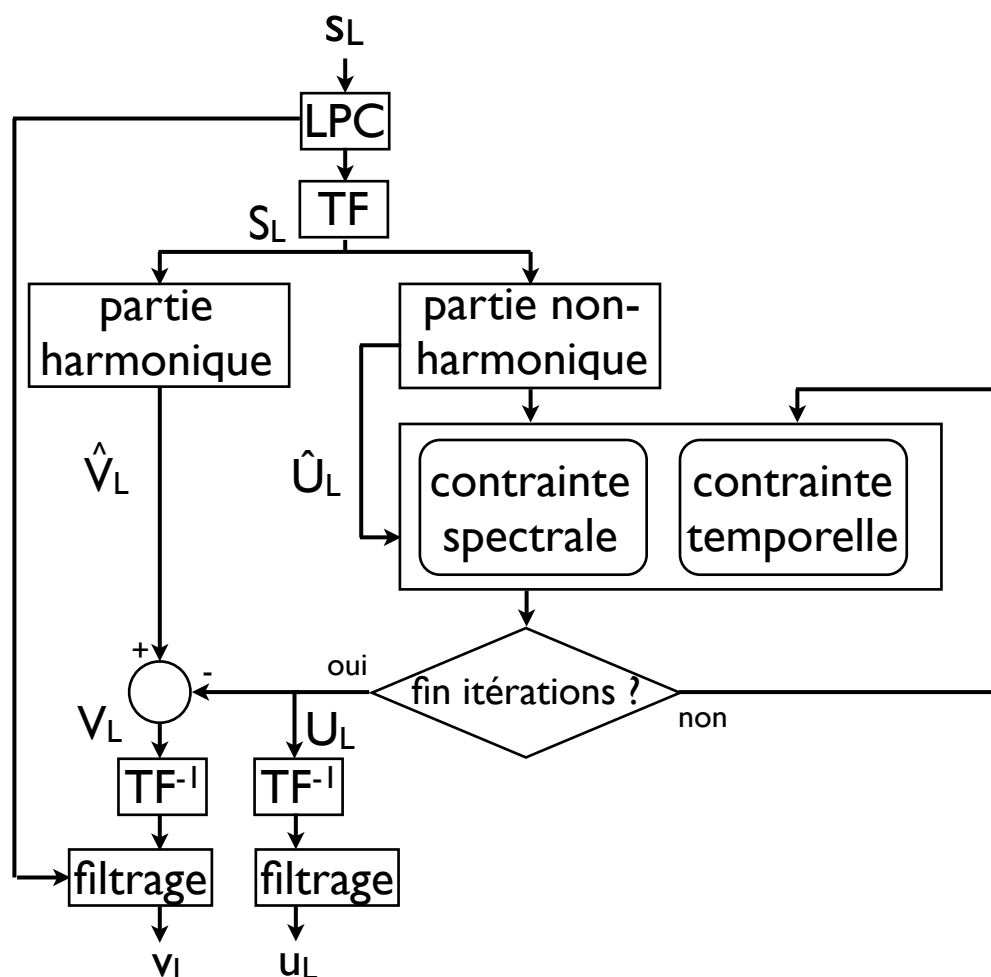 sL
LPC
TF
SL
partie
harmonique
partie non-
harmonique
V̂L
ÛL
contrainte
spectrale
contrainte
temporelle
+
-
oui
fin itérations ?
non
VL
UL
TF-1
TF-1
filtrage
filtrage
vL
uL